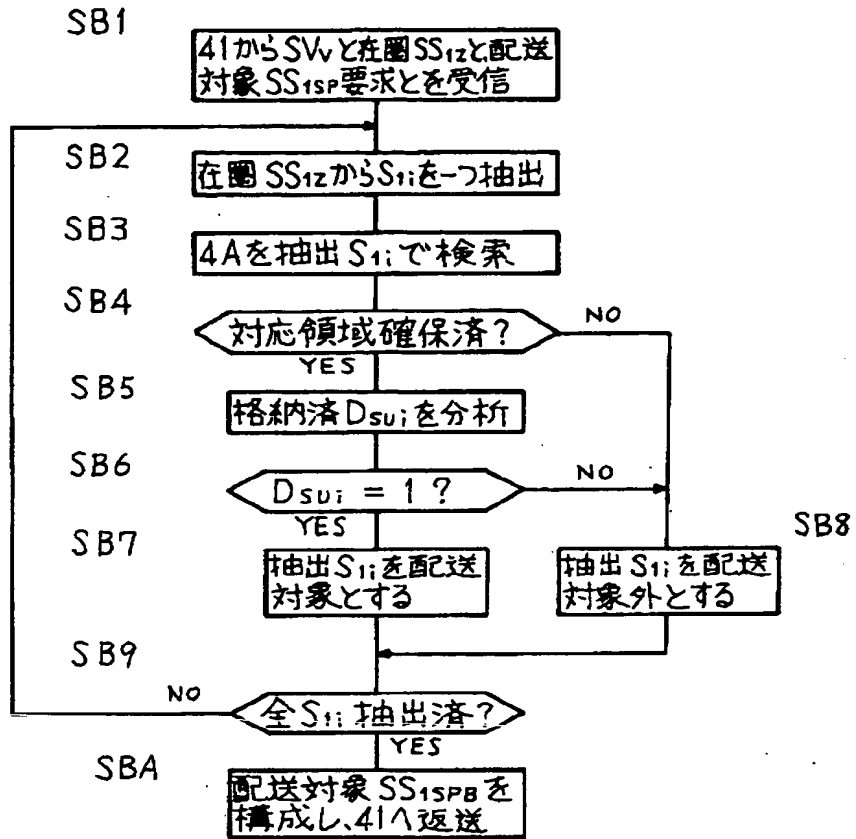 SB1
41からSVvと在圏SS1Zと配送
対象SS1SP要求とを受信
SB2
在圏SS1ZからS1iを一つ抽出
SB3
4Aを抽出S1iで検索
SB4
対応領域確保済?
NO
YES
SB5
格納済DSUiを分析
SB6
DSUi = 1 ?
NO
YES
SB7
抽出S1iを配送
対象とする
SB8
抽出S1iを配送
対象外とする
SB9
全S1i抽出済?
NO
YES
SBA
配送対象SS1SPBを
構成し、41へ返送